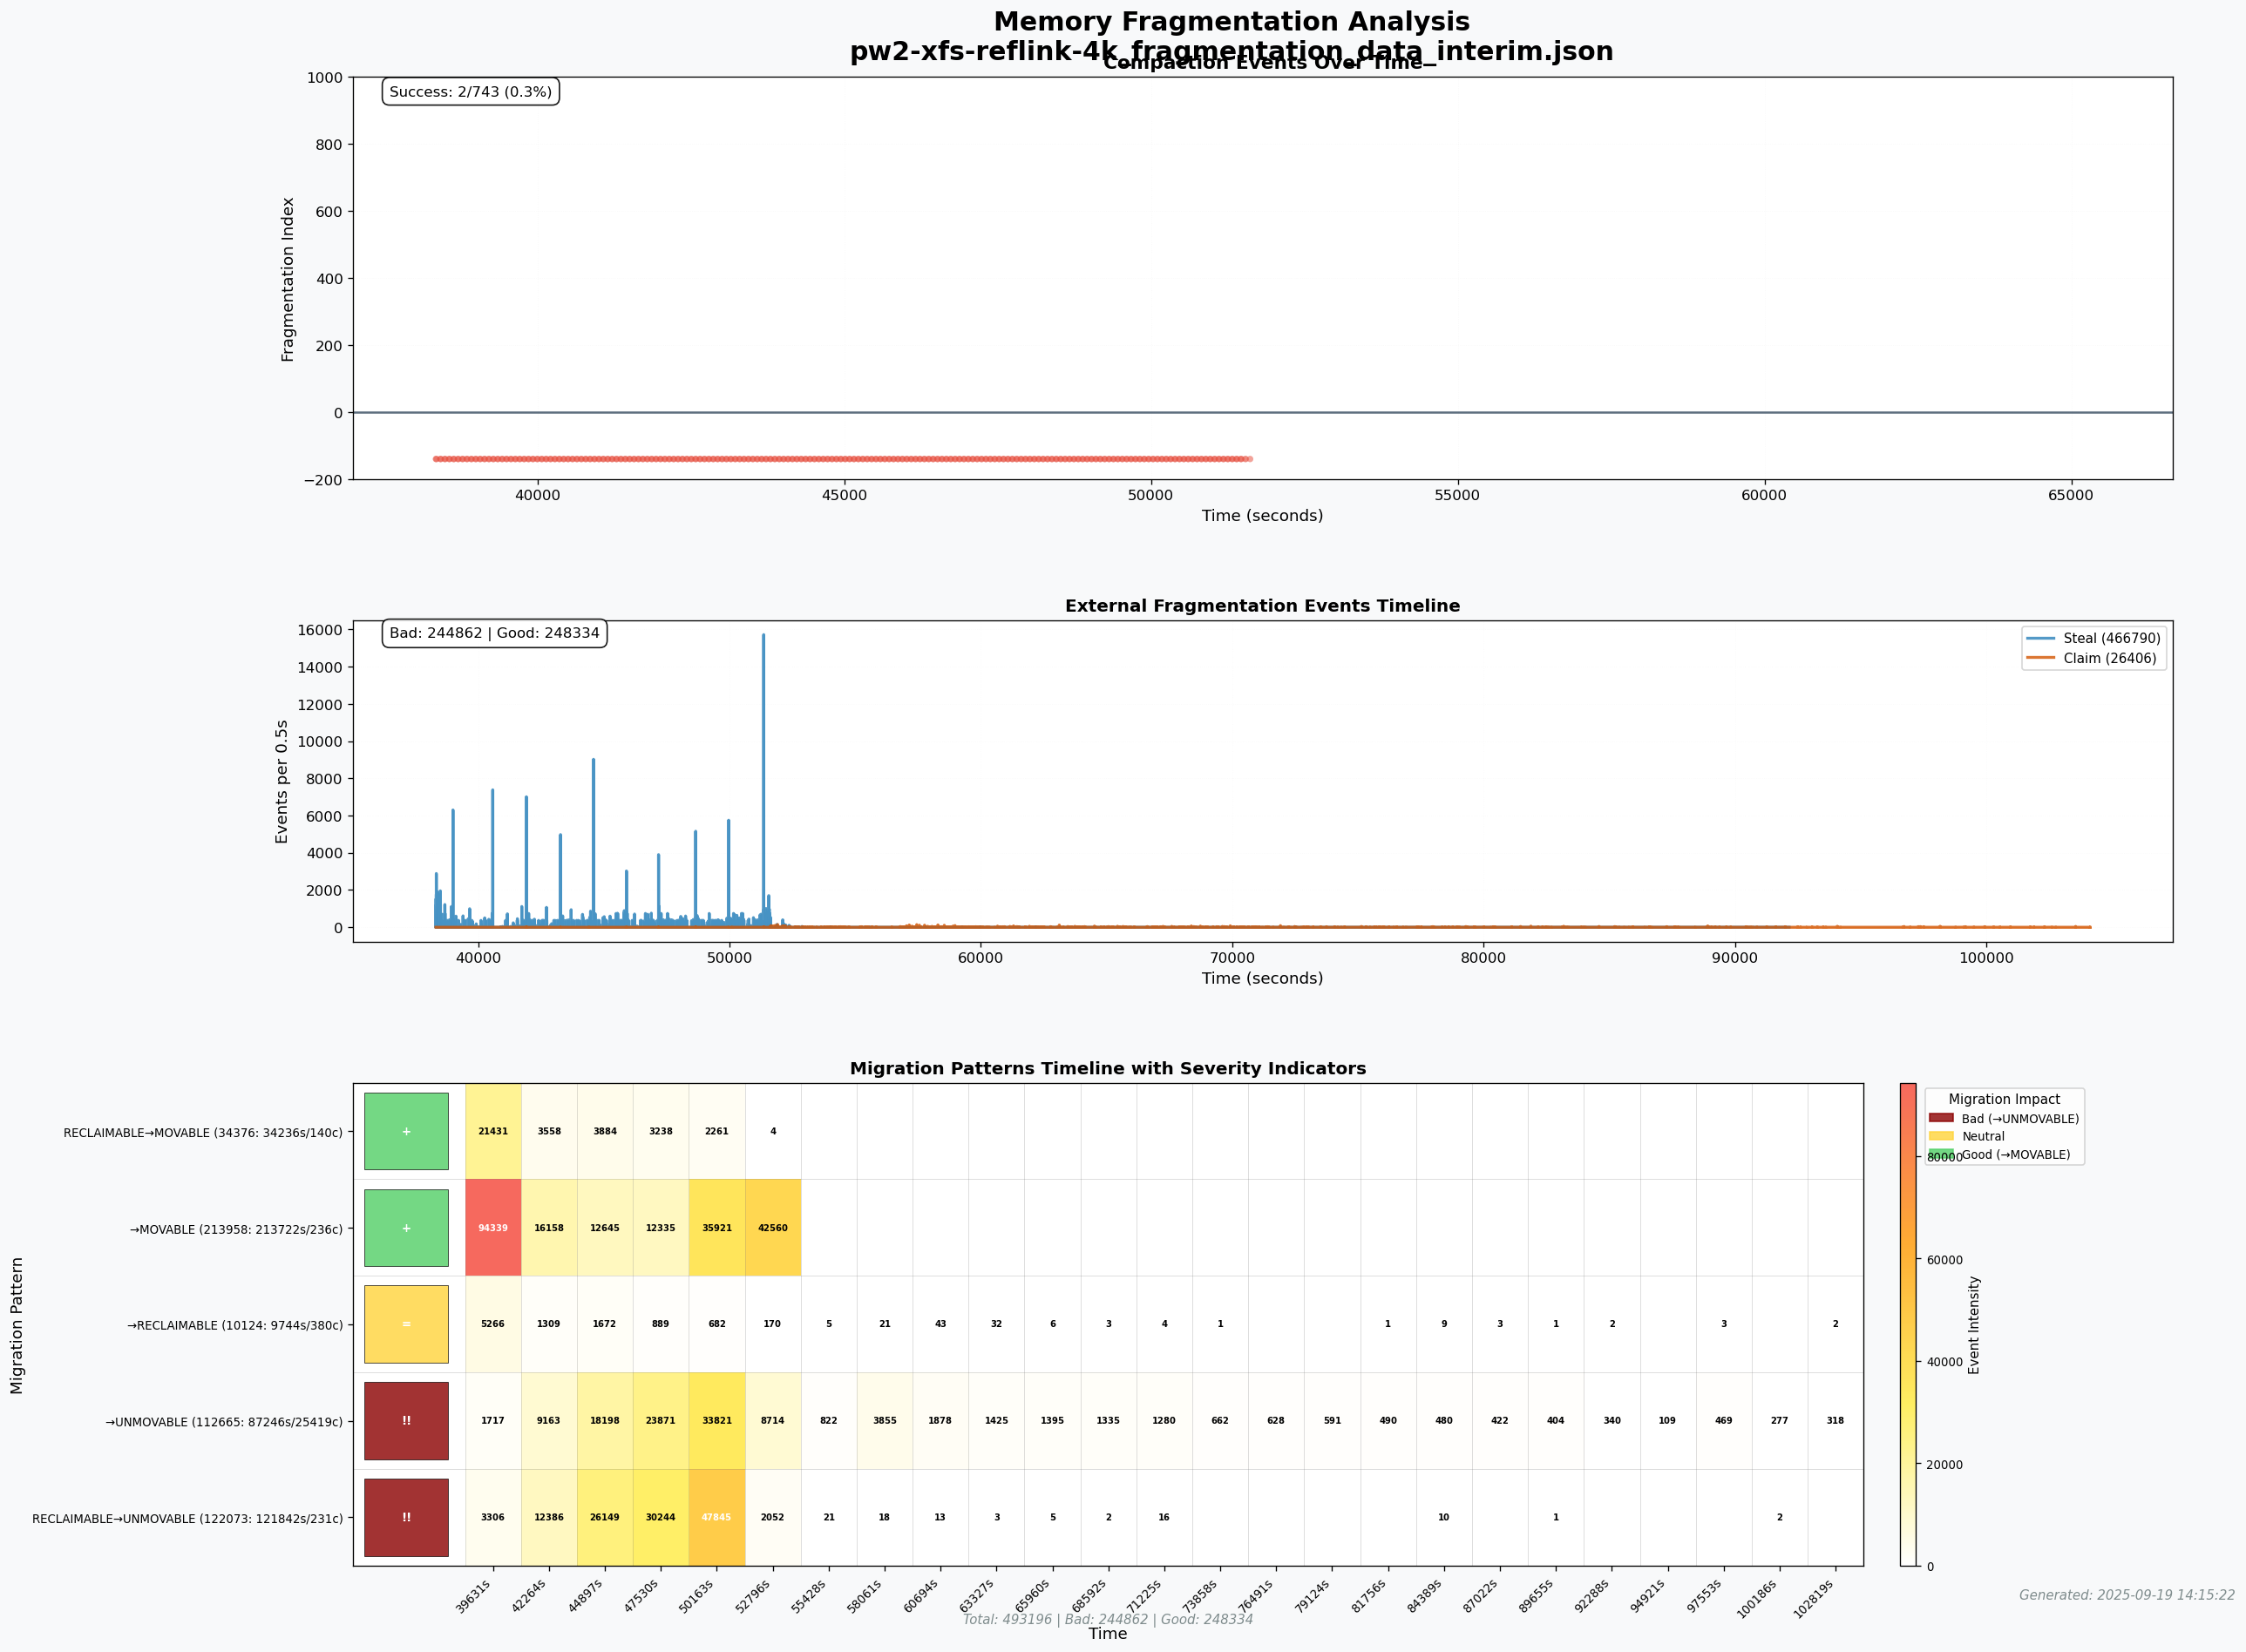 Memory Fragmentation Analysis
pw2-xfs-reflink-4k_fragmentation_data_interim.json
Compaction Events Over Time
Success: 2/743 (0.3%)
1000
800
600
400
200
0
−200
Fragmentation Index
40000 45000 50000 55000 60000 65000
Time (seconds)
External Fragmentation Events Timeline
Bad: 244862 | Good: 248334
Steal (466790)
Claim (26406)
16000
14000
12000
10000
8000
6000
4000
2000
0
Events per 0.5s
40000 50000 60000 70000 80000 90000 100000
Time (seconds)
Migration Patterns Timeline with Severity Indicators
RECLAIMABLE→MOVABLE (34376: 34236s/140c) + 21431 3558 3884 3238 2261 4
→MOVABLE (213958: 213722s/236c) + 94339 16158 12645 12335 35921 42560
→RECLAIMABLE (10124: 9744s/380c) = 5266 1309 1672 889 682 170 5 21 43 32 6 3 4 1 1 9 3 1 2 3 2
→UNMOVABLE (112665: 87246s/25419c) !! 1717 9163 18198 23871 33821 8714 822 3855 1878 1425 1395 1335 1280 662 628 591 490 480 422 404 340 109 469 277 318
RECLAIMABLE→UNMOVABLE (122073: 121842s/231c) !! 3306 12386 26149 30244 47845 2052 21 18 13 3 5 2 16 10 1 2
Migration Pattern
39631s 42264s 44897s 47530s 50163s 52796s 55428s 58061s 60694s 63327s 65960s 68592s 71225s 73858s 76491s 79124s 81756s 84389s 87022s 89655s 92288s 94921s 97553s 100186s 102819s
Time
Migration Impact
Bad (→UNMOVABLE)
Neutral
Good (→MOVABLE)
80000
60000
40000
20000
0
Event Intensity
Generated: 2025-09-19 14:15:22
Total: 493196 | Bad: 244862 | Good: 248334